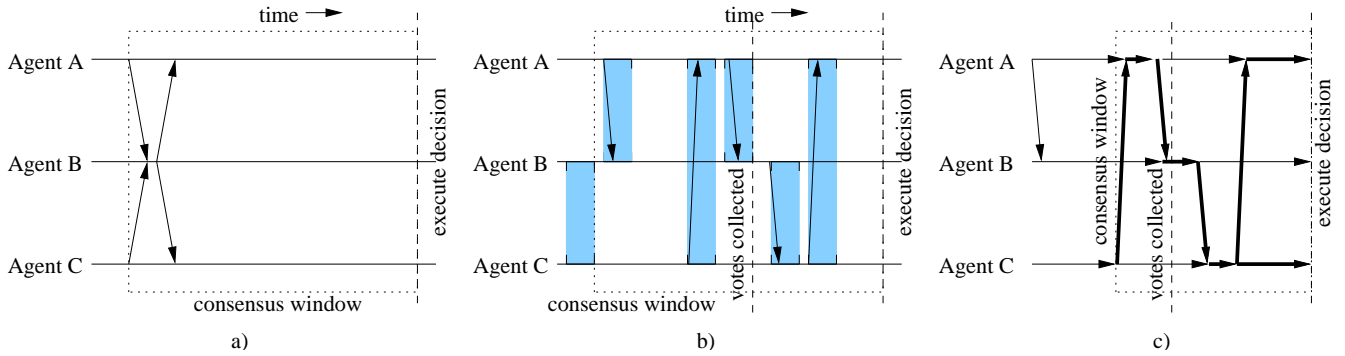 time
Agent A
Agent B
Agent C
execute decision
consensus window
a)
time
Agent A
Agent B
Agent C
votes collected
execute decision
consensus window
b)
Agent A
Agent B
Agent C
consensus window
votes collected
execute decision
c)